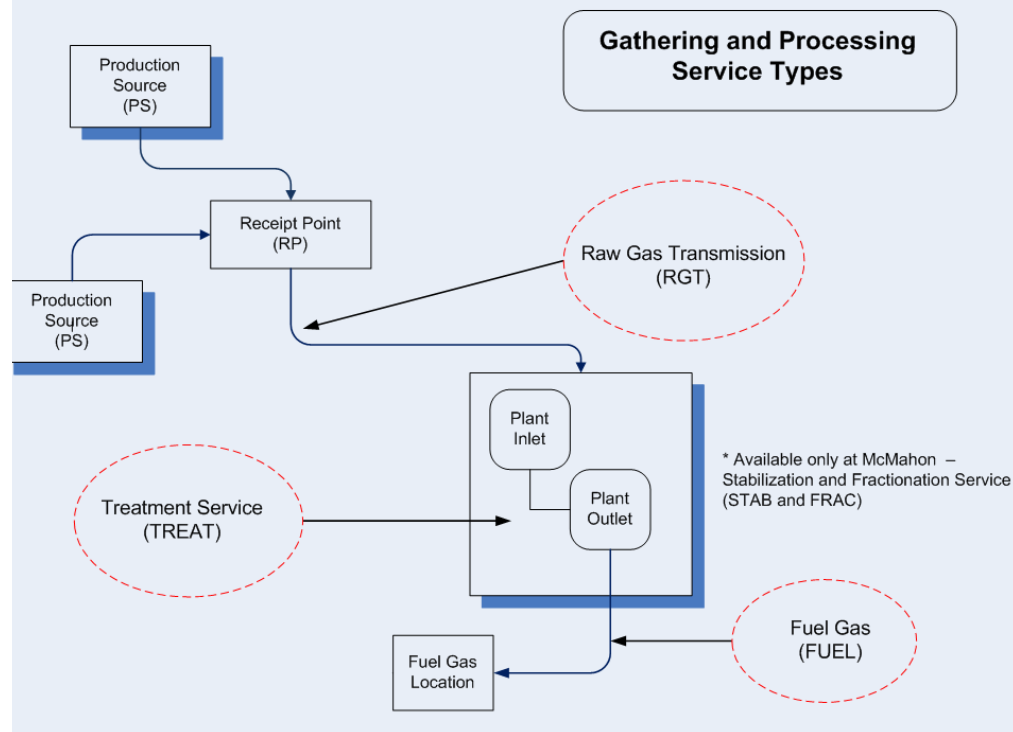 Gathering and Processing
Service Types
Production
Source
(PS)
Receipt Point
(RP)
Raw Gas Transmission
(RGT)
Production
Source
(PS)
Plant
Inlet
* Available only at McMahon –
Stabilization and Fractionation Service
(STAB and FRAC)
Treatment Service
(TREAT)
Plant
Outlet
Fuel Gas
(FUEL)
Fuel Gas
Location